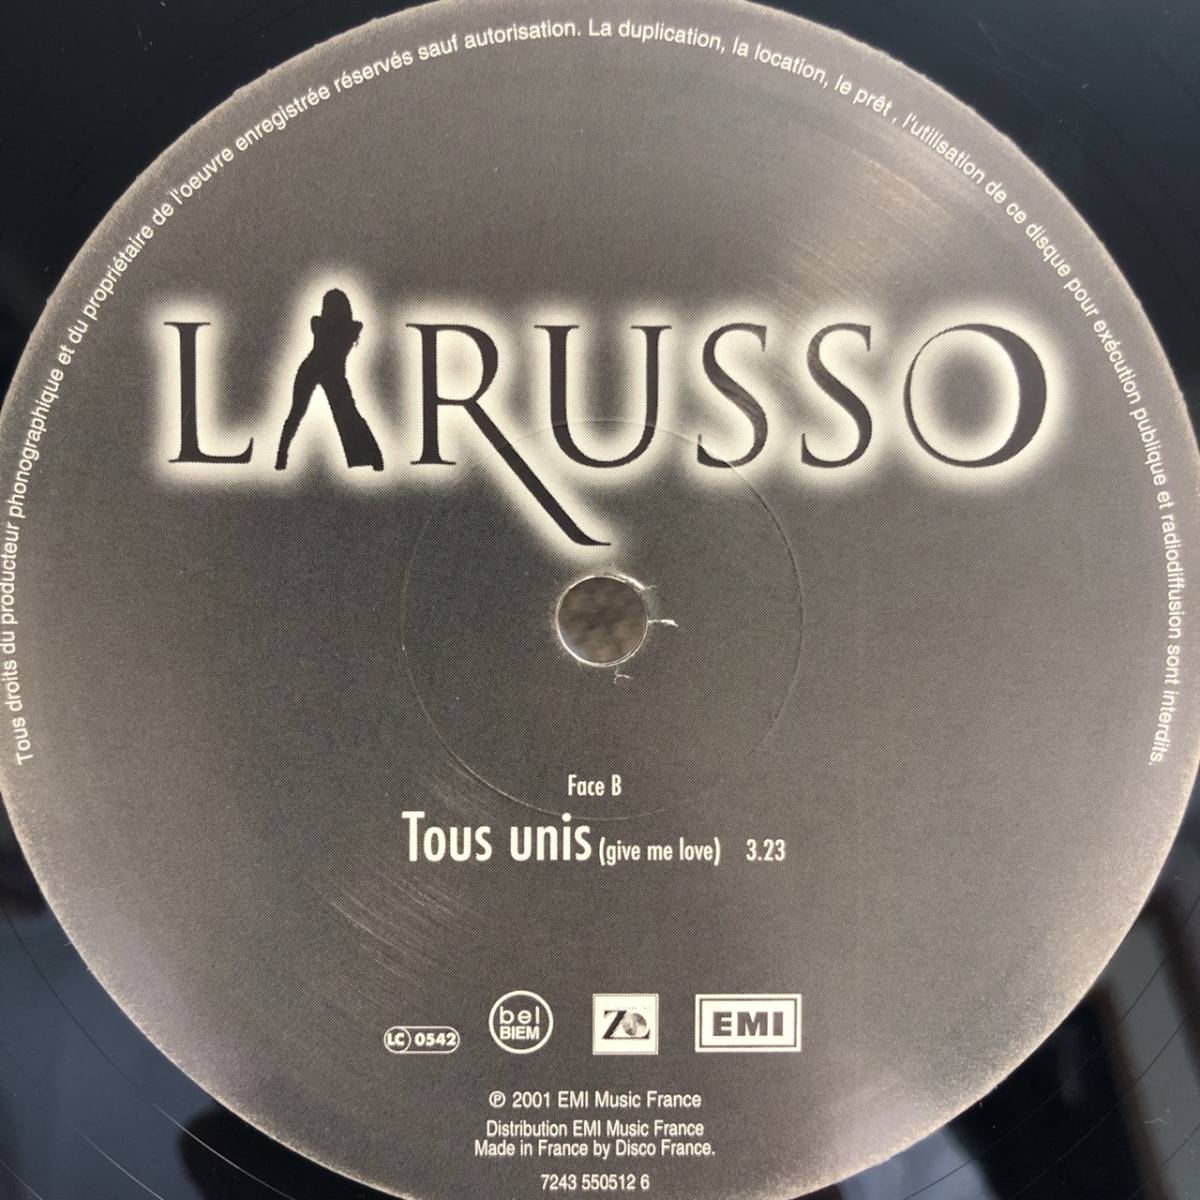 Tous droits du producteur phonographique et du propriétaire de l'oeuvre enregistrée réservés sauf autorisation. La duplication, la location, le prêt , l'utilisation de ce disque pour exécution publique et radiodiffusion sont interdits.
LARUSSO
Face B
Tous unis (give me love) 3.23
LC 0542
bel
BIEM
EMI
℗ 2001 EMI Music France
Distribution EMI Music France
Made in France by Disco France.
7243 550512 6